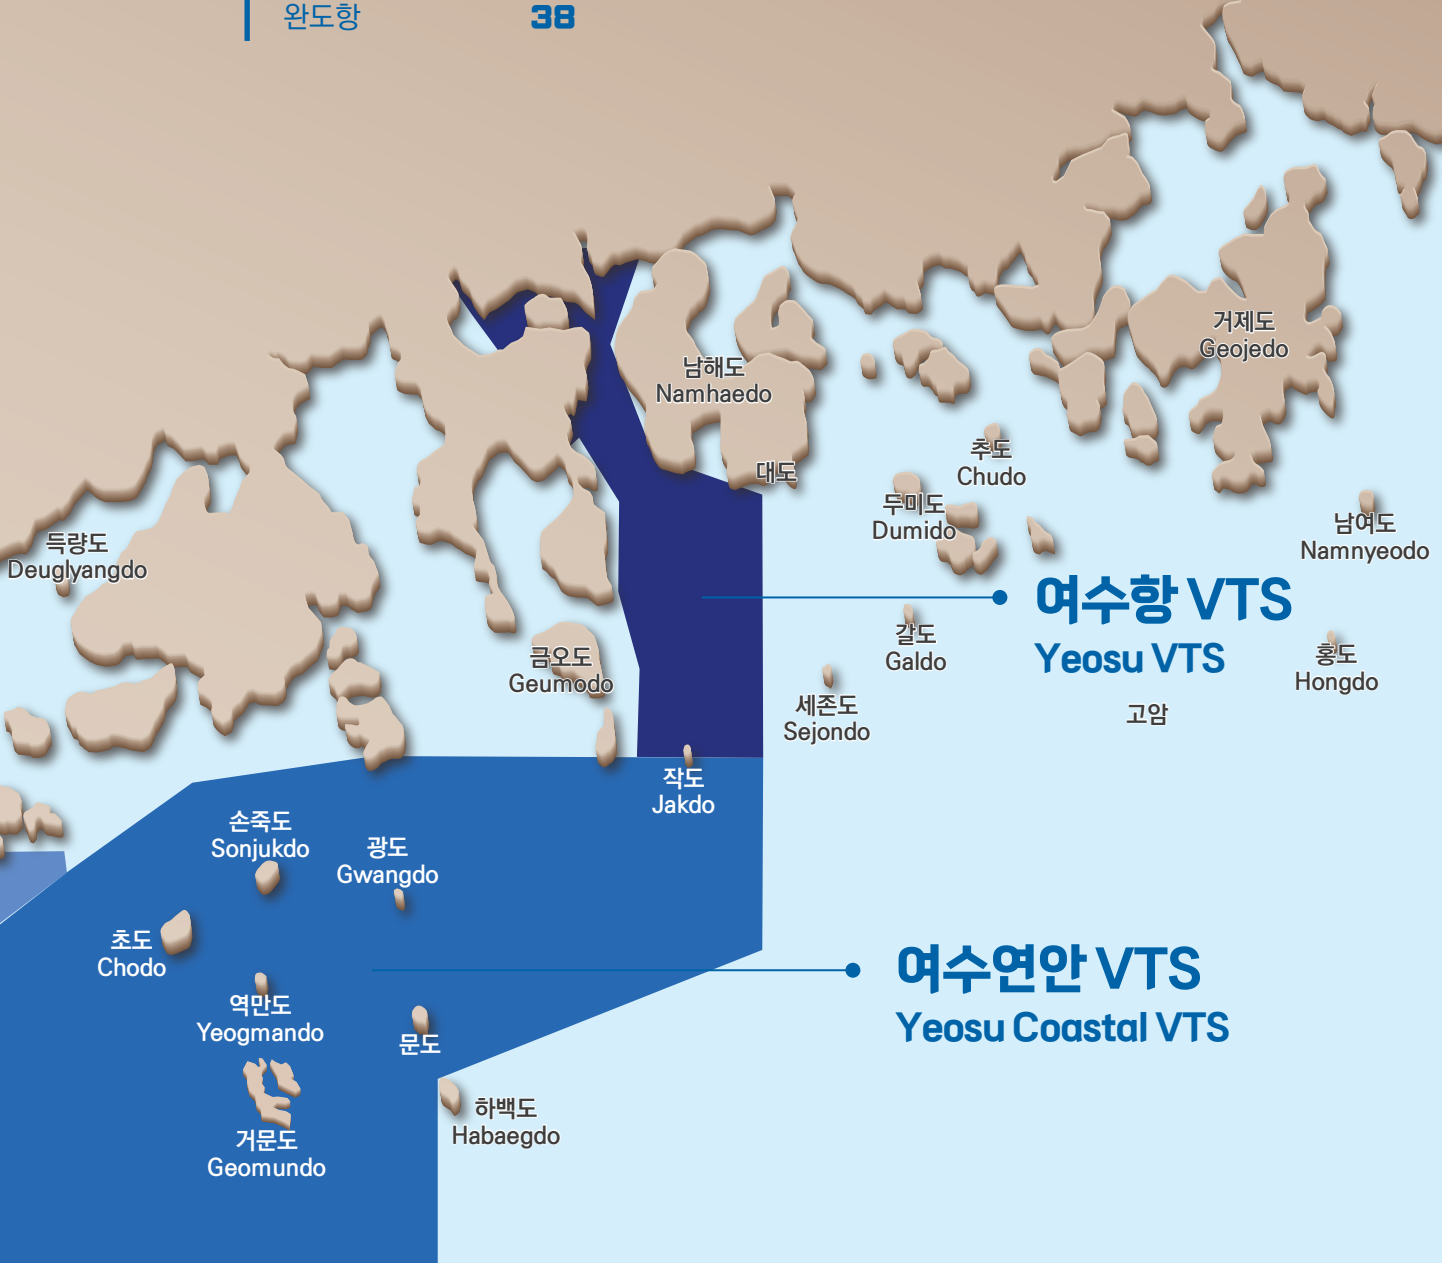 완도항 38
거제도
Geojedo
남해도
Namhaedo
추도
Chudo
대도
두미도
Dumido
남여도
Namnyeodo
득량도
Deuglyangdo
여수항 VTS
Yeosu VTS
갈도
Galdo
홍도
Hongdo
금오도
Geumodo
세존도
Sejondo
고암
작도
Jakdo
손죽도
Sonjukdo
광도
Gwangdo
초도
Chodo
여수연안 VTS
Yeosu Coastal VTS
역만도
Yeogmando
문도
하백도
Habaegdo
거문도
Geomundo